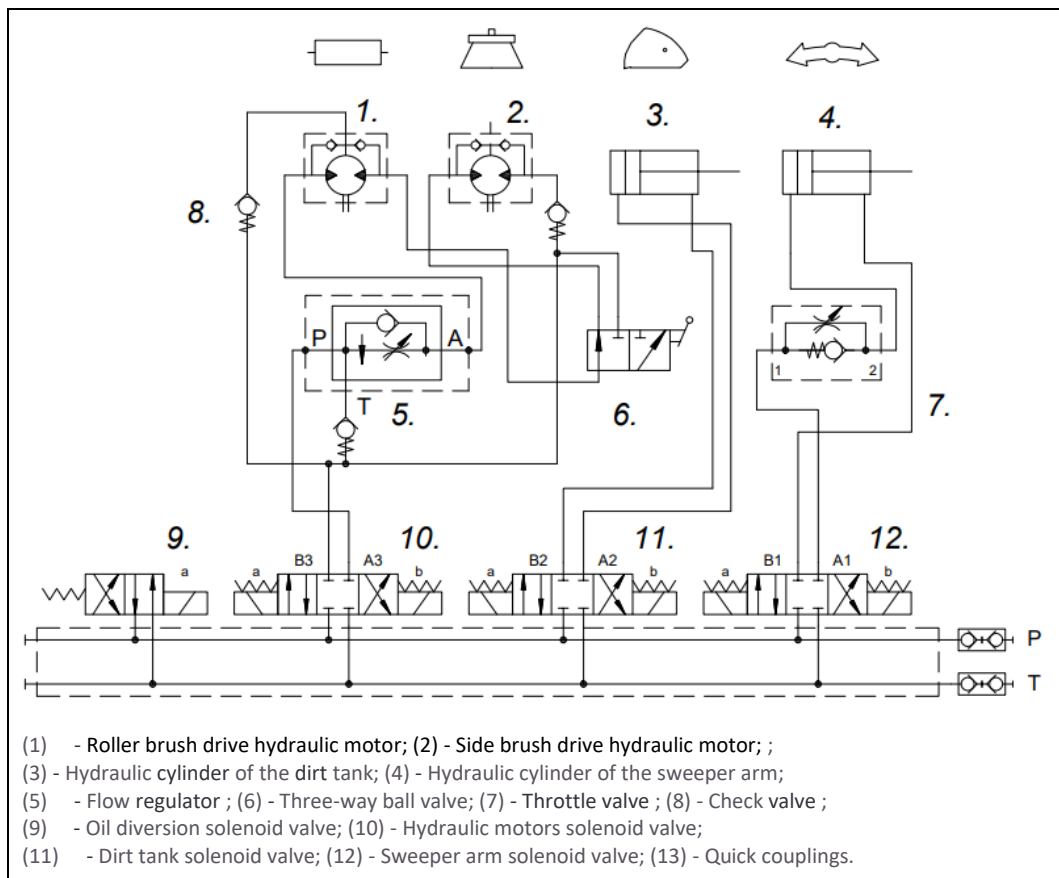 1. 2. 3. 4.
8.
P A
T 5. 6. 1 2 7.
9. 10. 11. 12.
a a B3 A3 b a B2 A2 b a B1 A1 b
P
T
(1) - Roller brush drive hydraulic motor; (2) - Side brush drive hydraulic motor; ;
(3) - Hydraulic cylinder of the dirt tank; (4) - Hydraulic cylinder of the sweeper arm;
(5) - Flow regulator ; (6) - Three-way ball valve; (7) - Throttle valve ; (8) - Check valve ;
(9) - Oil diversion solenoid valve; (10) - Hydraulic motors solenoid valve;
(11) - Dirt tank solenoid valve; (12) - Sweeper arm solenoid valve; (13) - Quick couplings.